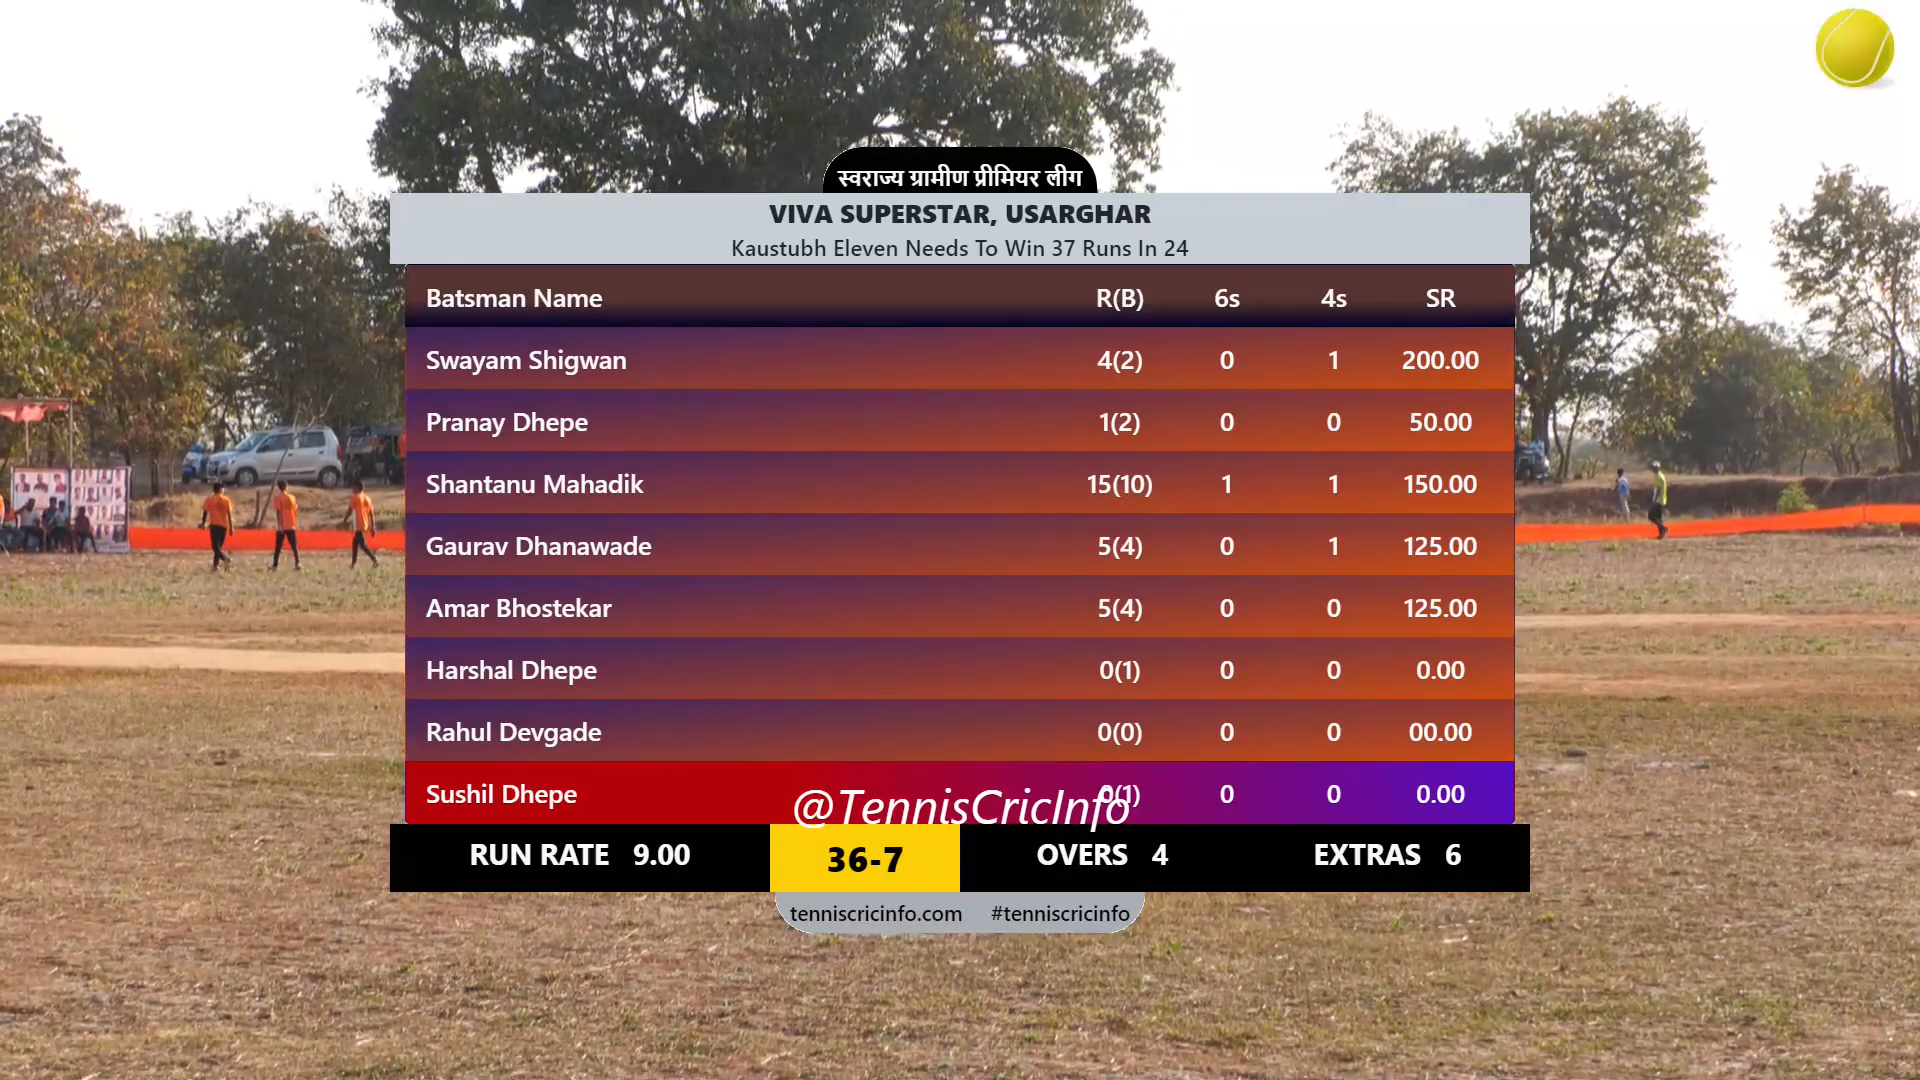 स्वराज्य ग्रामीण प्रीमियर लीग
VIVA SUPERSTAR, USARGHAR
Kaustubh Eleven Needs To Win 37 Runs In 24
Batsman Name R(B) 6s 4s SR
Swayam Shigwan 4(2) 0 1 200.00
Pranay Dhepe 1(2) 0 0 50.00
Shantanu Mahadik 15(10) 1 1 150.00
Gaurav Dhanawade 5(4) 0 1 125.00
Amar Bhostekar 5(4) 0 0 125.00
Harshal Dhepe 0(1) 0 0 0.00
Rahul Devgade 0(0) 0 0 00.00
Sushil Dhepe 0(1) 0 0 0.00
@TennisCricInfo
RUN RATE 9.00 36-7 OVERS 4 EXTRAS 6
tenniscricinfo.com #tenniscricinfo